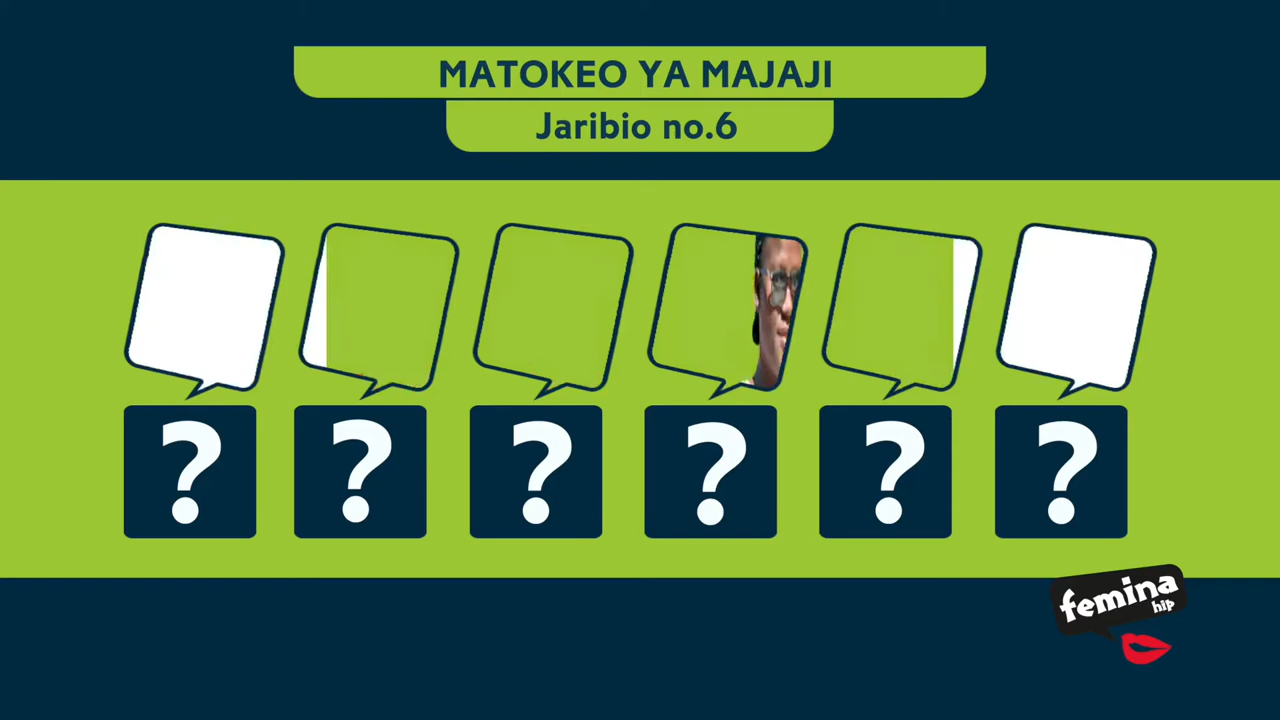 MATOKEO YA MAJAJI
Jaribio no.6
? ? ? ? ? ?
femina
hip